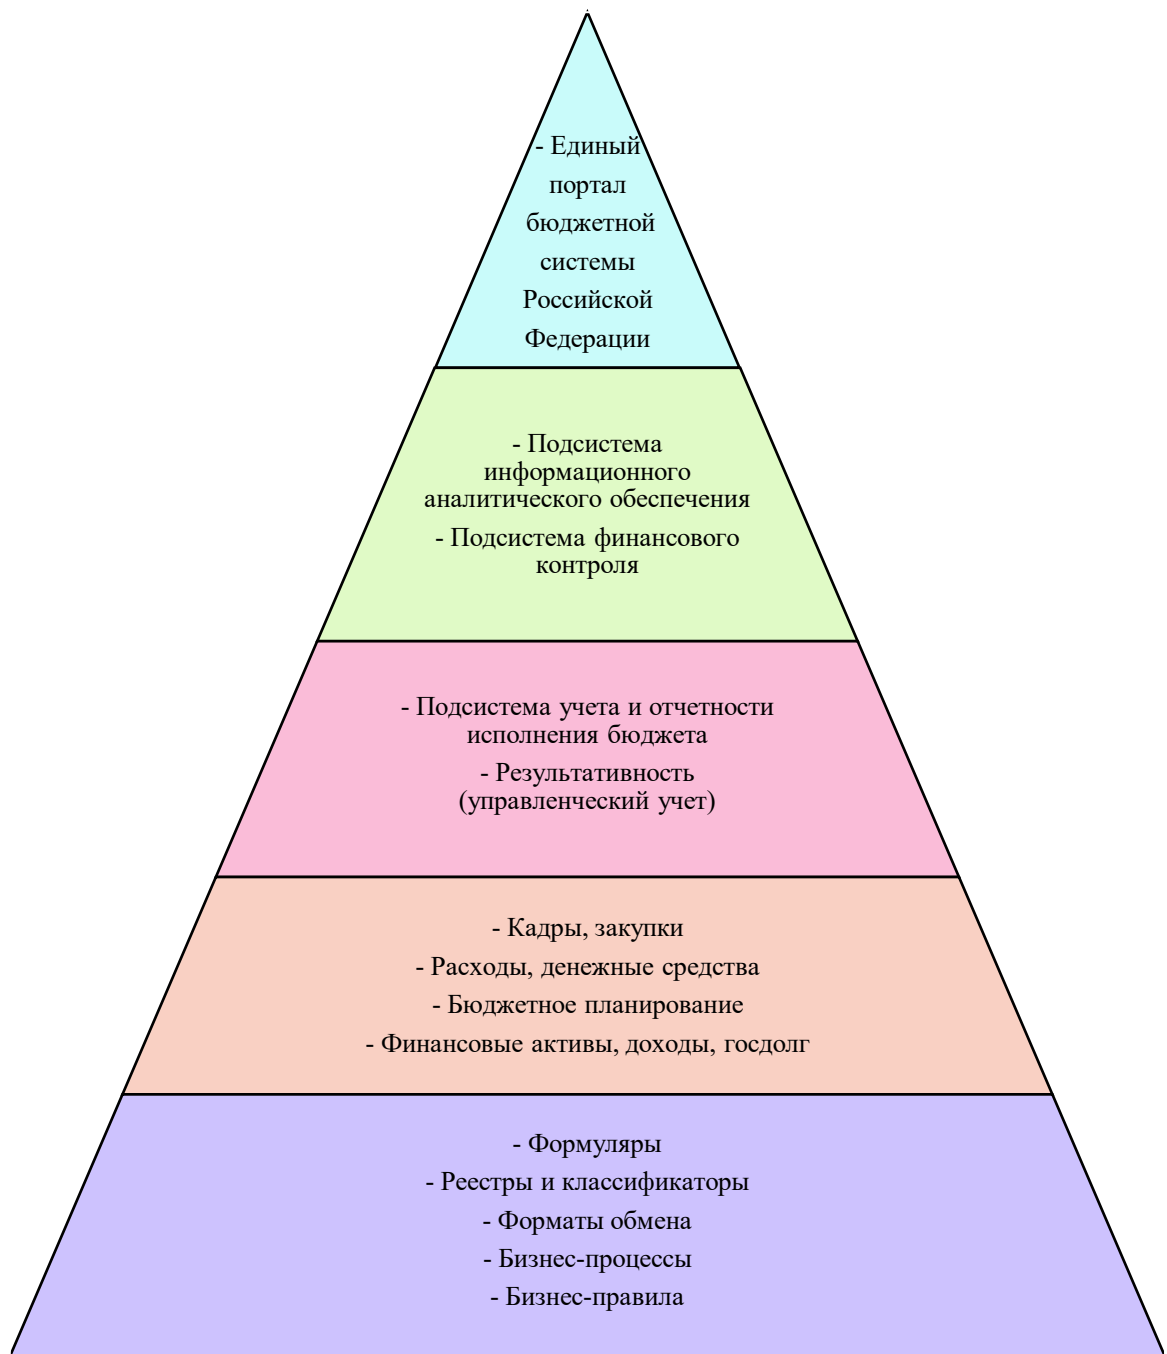 - Единый
портал
бюджетной
системы
Российской
Федерации
- Подсистема
информационного
аналитического обеспечения
- Подсистема финансового
контроля
- Подсистема учета и отчетности
исполнения бюджета
- Результативность
(управленческий учет)
- Кадры, закупки
- Расходы, денежные средства
- Бюджетное планирование
- Финансовые активы, доходы, госдолг
- Формуляры
- Реестры и классификаторы
- Форматы обмена
- Бизнес-процессы
- Бизнес-правила